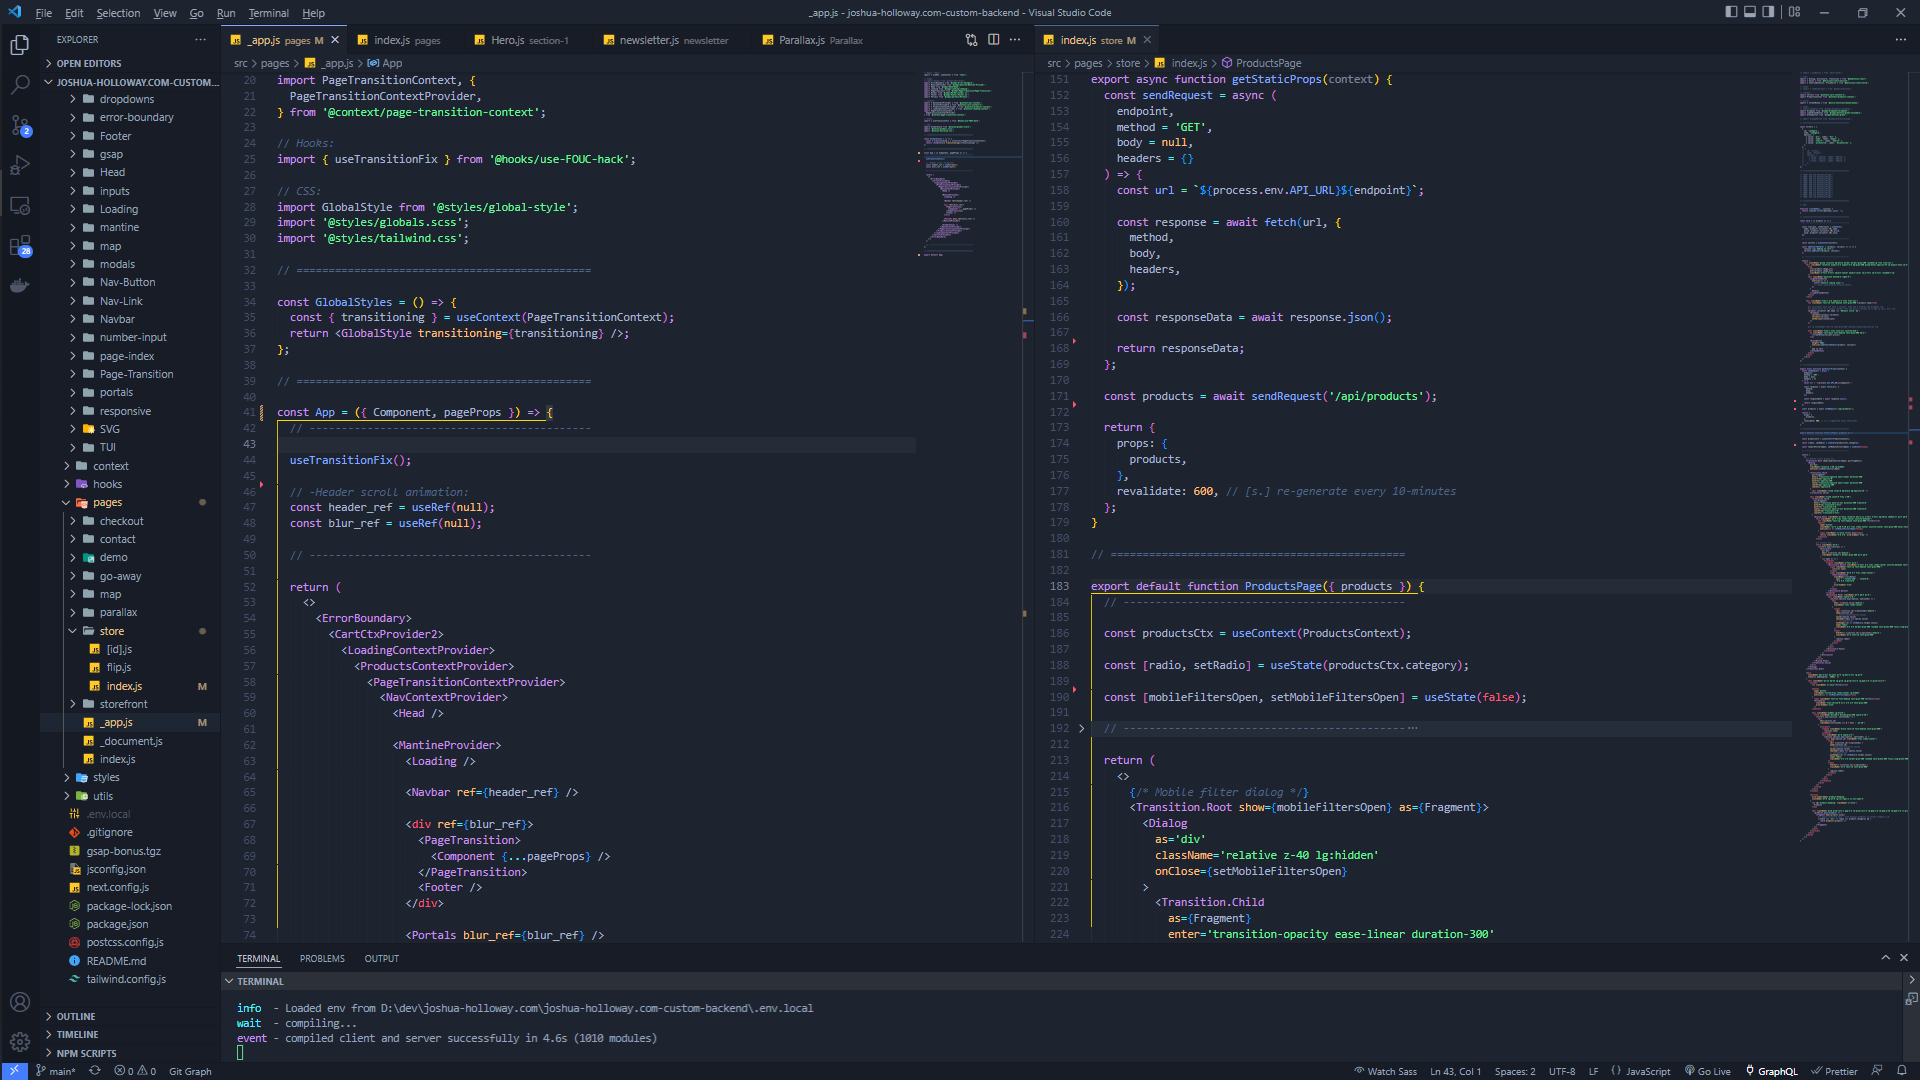 File Edit Selection View Go Run Terminal Help
_app.js - joshua-holloway.com-custom-backend - Visual Studio Code
EXPLORER
OPEN EDITORS
JOSHUA-HOLLOWAY.COM-CUSTOM...
dropdowns
error-boundary
Footer
gsap
Head
inputs
Loading
mantine
map
modals
Nav-Button
Nav-Link
Navbar
number-input
page-index
Page-Transition
portals
responsive
SVG
TUI
context
hooks
pages
checkout
contact
demo
go-away
map
parallax
store
[id].js
flip.js
index.js M
storefront
_app.js M
_document.js
index.js
styles
utils
.env.local
.gitignore
gsap-bonus.tgz
jsconfig.json
next.config.js
package-lock.json
package.json
postcss.config.js
README.md
tailwind.config.js
OUTLINE
TIMELINE
NPM SCRIPTS
2
28
_app.js pages M
index.js pages
Hero.js section-1
newsletter.js newsletter
Parallax.js Parallax
src > pages > _app.js > App
20 import PageTransitionContext, {
21 PageTransitionContextProvider,
22 } from '@context/page-transition-context';
23
24 // Hooks:
25 import { useTransitionFix } from '@hooks/use-FOUC-hack';
26
27 // CSS:
28 import GlobalStyle from '@styles/global-style';
29 import '@styles/globals.scss';
30 import '@styles/tailwind.css';
31
32 // ==============================================
33
34 const GlobalStyles = () => {
35 const { transitioning } = useContext(PageTransitionContext);
36 return <GlobalStyle transitioning={transitioning} />;
37 };
38
39 // ==============================================
40
41 const App = ({ Component, pageProps }) => {
42 // --------------------------------------------
43
44 useTransitionFix();
45
46 // -Header scroll animation:
47 const header_ref = useRef(null);
48 const blur_ref = useRef(null);
49
50 // --------------------------------------------
51
52 return (
53 <>
54 <ErrorBoundary>
55 <CartCtxProvider2>
56 <LoadingContextProvider>
57 <ProductsContextProvider>
58 <PageTransitionContextProvider>
59 <NavContextProvider>
60 <Head />
61
62 <MantineProvider>
63 <Loading />
64
65 <Navbar ref={header_ref} />
66
67 <div ref={blur_ref}>
68 <PageTransition>
69 <Component {...pageProps} />
70 </PageTransition>
71 <Footer />
72 </div>
73
74 <Portals blur_ref={blur_ref} />
index.js store M
src > pages > store > index.js > ProductsPage
151 export async function getStaticProps(context) {
152 const sendRequest = async (
153 endpoint,
154 method = 'GET',
155 body = null,
156 headers = {}
157 ) => {
158 const url = `${process.env.API_URL}${endpoint}`;
159
160 const response = await fetch(url, {
161 method,
162 body,
163 headers,
164 });
165
166 const responseData = await response.json();
167
168 return responseData;
169 };
170
171 const products = await sendRequest('/api/products');
172
173 return {
174 props: {
175 products,
176 },
177 revalidate: 600, // [s.] re-generate every 10-minutes
178 };
179 }
180
181 // ==============================================
182
183 export default function ProductsPage({ products }) {
184 // --------------------------------------------
185
186 const productsCtx = useContext(ProductsContext);
187
188 const [radio, setRadio] = useState(productsCtx.category);
189
190 const [mobileFiltersOpen, setMobileFiltersOpen] = useState(false);
191
192 // --------------------------------------------...
212
213 return (
214 <>
215 {/* Mobile filter dialog */}
216 <Transition.Root show={mobileFiltersOpen} as={Fragment}>
217 <Dialog
218 as='div'
219 className='relative z-40 lg:hidden'
220 onClose={setMobileFiltersOpen}
221 >
222 <Transition.Child
223 as={Fragment}
224 enter='transition-opacity ease-linear duration-300'
TERMINAL PROBLEMS OUTPUT
TERMINAL
info - Loaded env from D:\dev\joshua-holloway.com\joshua-holloway.com-custom-backend\.env.local
wait - compiling...
event - compiled client and server successfully in 4.6s (1010 modules)
main* 0 0 Git Graph
Watch Sass Ln 43, Col 1 Spaces: 2 UTF-8 LF {} JavaScript Go Live GraphQL Prettier